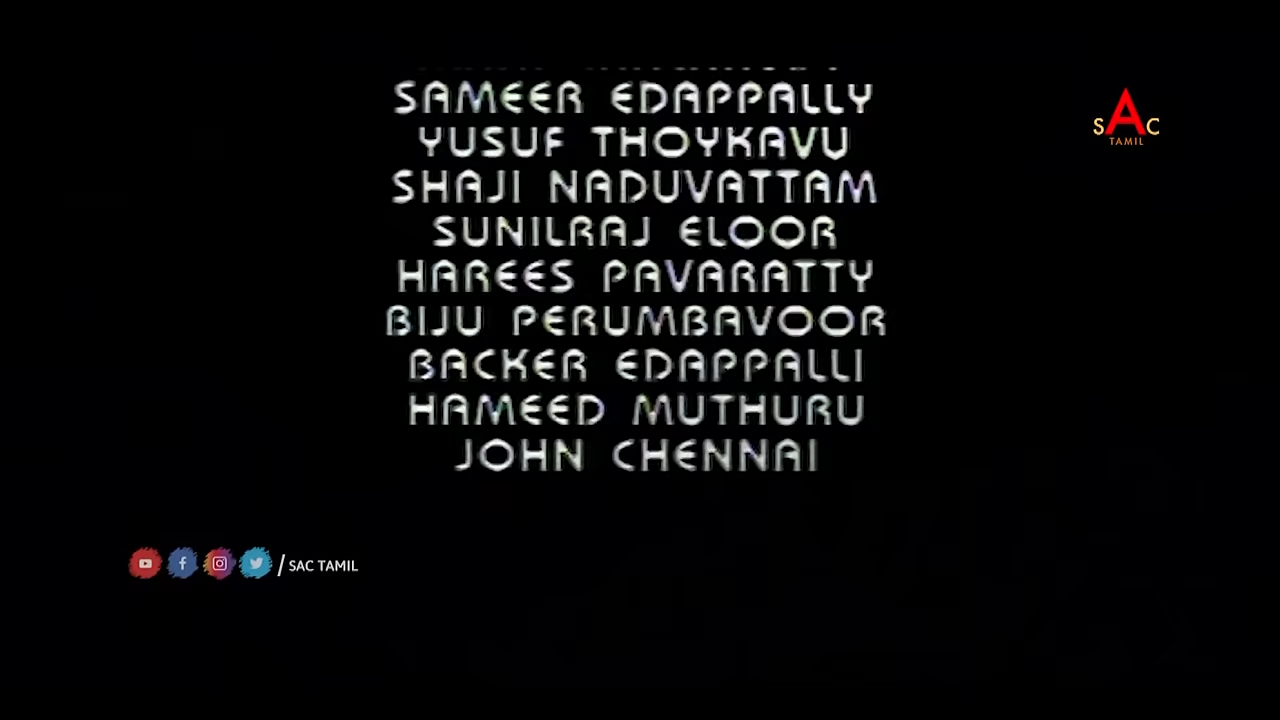 SAMEER EDAPPALLY
YUSUF THOYKAVU
SHAJI NADUVATTAM
SUNILRAJ ELOOR
HAREES PAVARATTY
BIJU PERUMBAVOOR
BACKER EDAPPALLI
HAMEED MUTHURU
JOHN CHENNAI
SAC
TAMIL
/ SAC TAMIL